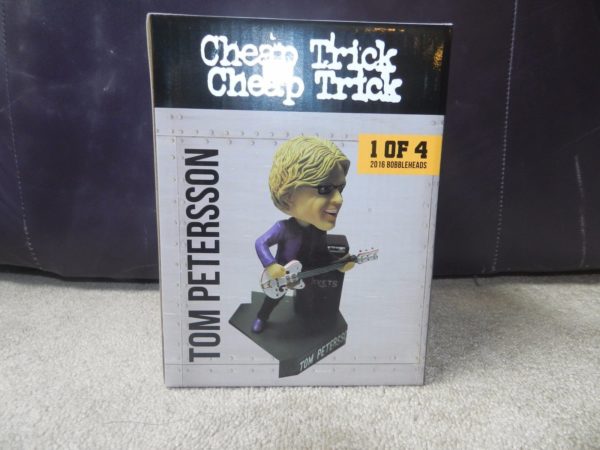 Cheap Trick
Cheap Trick
1 OF 4
2016 BOBBLEHEADS
TOM PETERSSON
TOM PETERSSON